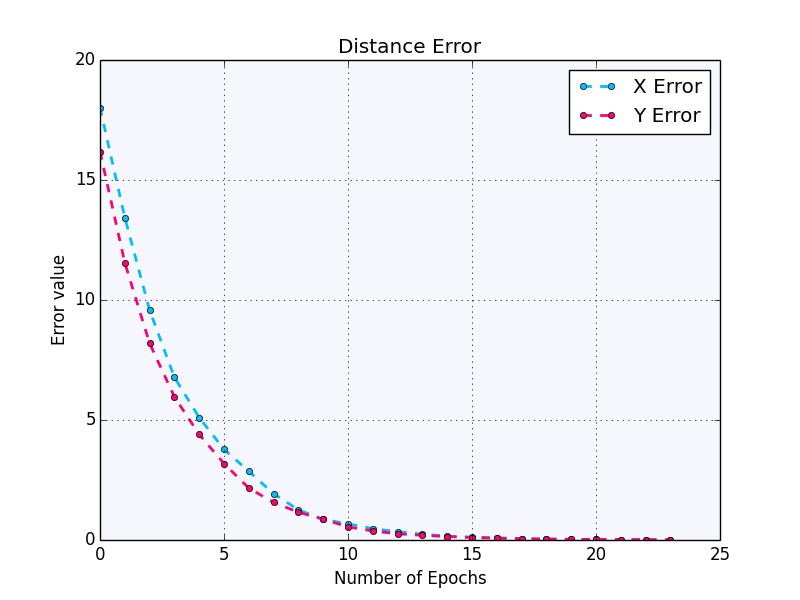 Distance Error
X Error
Y Error
20
15
10
5
0
Error value
0 5 10 15 20 25
Number of Epochs